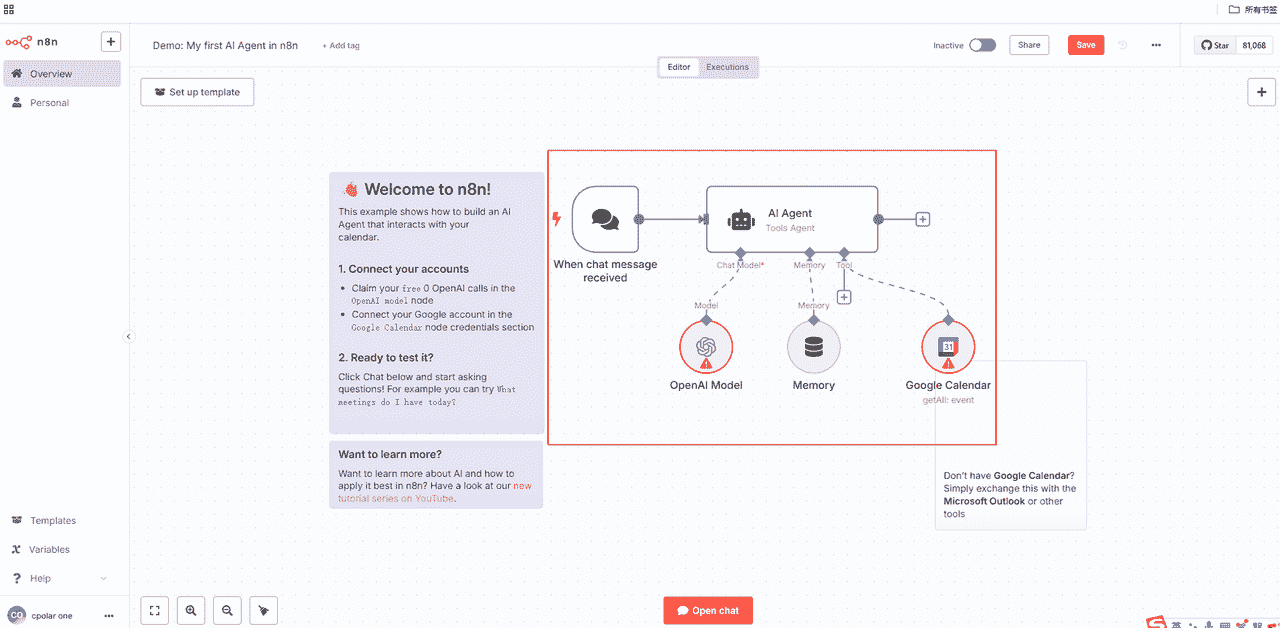 所有书签
n8n
+
Demo: My first AI Agent in n8n
+ Add tag
Inactive
Share
Save
Star
81,068
Overview
Personal
Editor
Executions
Set up template
+
Welcome to n8n!
This example shows how to build an AI
Agent that interacts with your
calendar.
1. Connect your accounts
• Claim your free 0 OpenAI calls in the
OpenAI model node
• Connect your Google account in the
Google Calendar node credentials section
2. Ready to test it?
Click Chat below and start asking
questions! For example you can try What
meetings do I have today?
Want to learn more?
Want to learn more about AI and how to
apply it best in n8n? Have a look at our new
tutorial series on YouTube.
When chat message
received
AI Agent
Tools Agent
Chat Model*
Memory
Tool
Model
Memory
31
OpenAI Model
Memory
Google Calendar
getAll: event
Don't have Google Calendar?
Simply exchange this with the
Microsoft Outlook or other
tools
Templates
Variables
Help
CO
cpolar one
Open chat
英